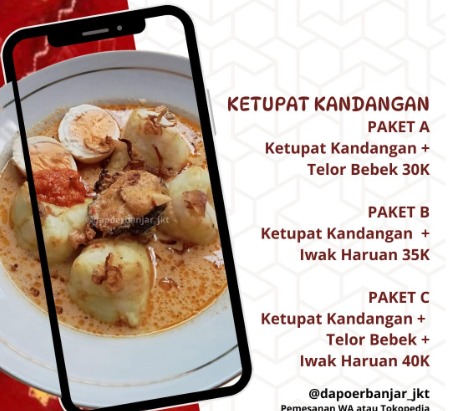 KETUPAT KANDANGAN
PAKET A
Ketupat Kandangan +
Telor Bebek 30K
PAKET B
Ketupat Kandangan +
Iwak Haruan 35K
PAKET C
Ketupat Kandangan +
Telor Bebek +
Iwak Haruan 40K
@dapoerbanjar_jkt
Pemesanan WA atau Tokopedia
@dapoerbanjar_jkt